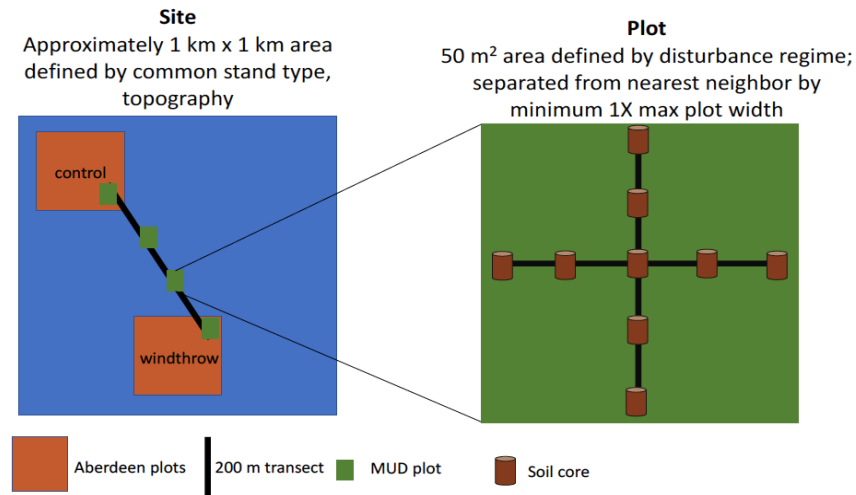 Site
Approximately 1 km x 1 km area
defined by common stand type,
topography
Plot
50 m² area defined by disturbance regime;
separated from nearest neighbor by
minimum 1X max plot width
control
windthrow
Aberdeen plots
200 m transect
MUD plot
Soil core